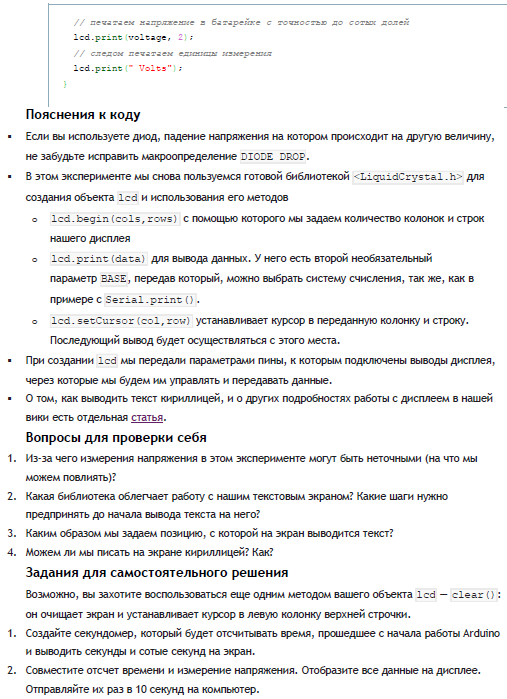 // печатаем напряжение в батарейке с точностью до сотых долей
lcd.print(voltage, 2);
// следом печатаем единицы измерения
lcd.print(" Volts");
}
Пояснения к коду
▪ Если вы используете диод, падение напряжения на котором происходит на другую величину,
не забудьте исправить макроопределение DIODE_DROP.
▪ В этом эксперименте мы снова пользуемся готовой библиотекой <LiquidCrystal.h> для
создания объекта lcd и использования его методов
o lcd.begin(cols,rows) с помощью которого мы задаем количество колонок и строк
нашего дисплея
o lcd.print(data) для вывода данных. У него есть второй необязательный
параметр BASE, передав который, можно выбрать систему счисления, так же, как в
примере с Serial.print().
o lcd.setCursor(col,row) устанавливает курсор в переданную колонку и строку.
Последующий вывод будет осуществляться с этого места.
▪ При создании lcd мы передали параметрами пины, к которым подключены выводы дисплея,
через которые мы будем им управлять и передавать данные.
▪ О том, как выводить текст кириллицей, и о других подробностях работы с дисплеем в нашей
вики есть отдельная статья.
Вопросы для проверки себя
1. Из-за чего измерения напряжения в этом эксперименте могут быть неточными (на что мы
можем повлиять)?
2. Какая библиотека облегчает работу с нашим текстовым экраном? Какие шаги нужно
предпринять до начала вывода текста на него?
3. Каким образом мы задаем позицию, с которой на экран выводится текст?
4. Можем ли мы писать на экране кириллицей? Как?
Задания для самостоятельного решения
Возможно, вы захотите воспользоваться еще одним методом вашего объекта lcd — clear():
он очищает экран и устанавливает курсор в левую колонку верхней строчки.
1. Создайте секундомер, который будет отсчитывать время, прошедшее с начала работы Arduino
и выводить секунды и сотые секунд на экран.
2. Совместите отсчет времени и измерение напряжения. Отобразите все данные на дисплее.
Отправляйте их раз в 10 секунд на компьютер.